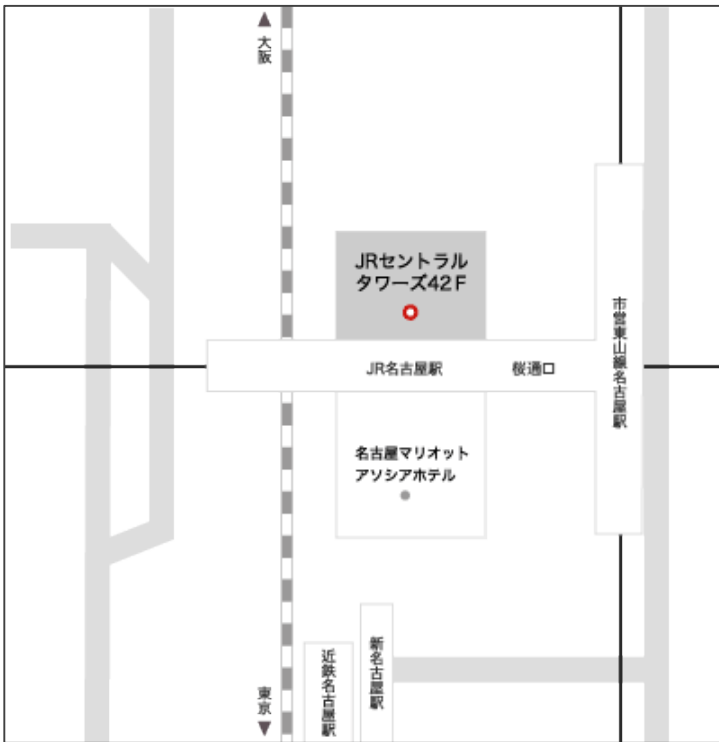 ▲
大阪
JRセントラル
タワーズ42F
市営東山線名古屋駅
JR名古屋駅
桜通口
名古屋マリオット
アソシアホテル
新名古屋駅
近鉄名古屋駅
東京
▼